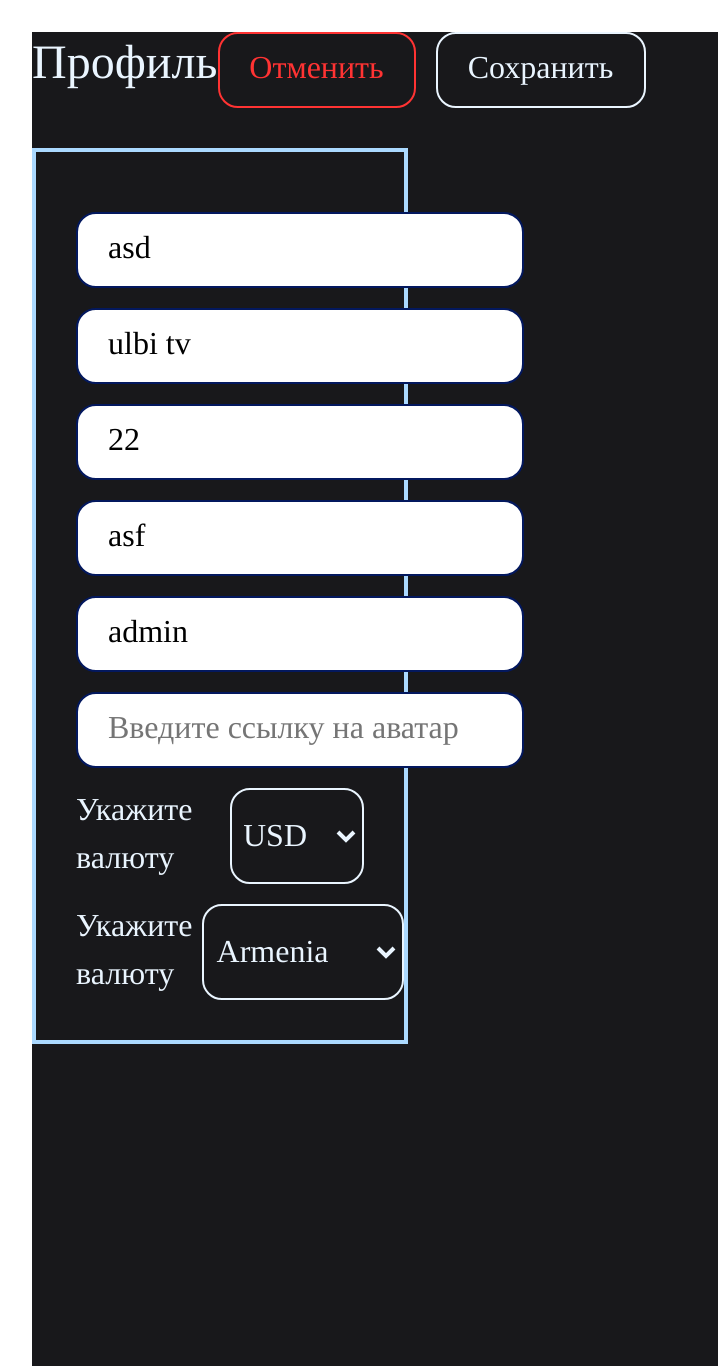 Профиль Отменить Сохранить
asd
ulbi tv
22
asf
admin
Введите ссылку на аватар
Укажите
валюту
USD
Укажите
валюту
Armenia